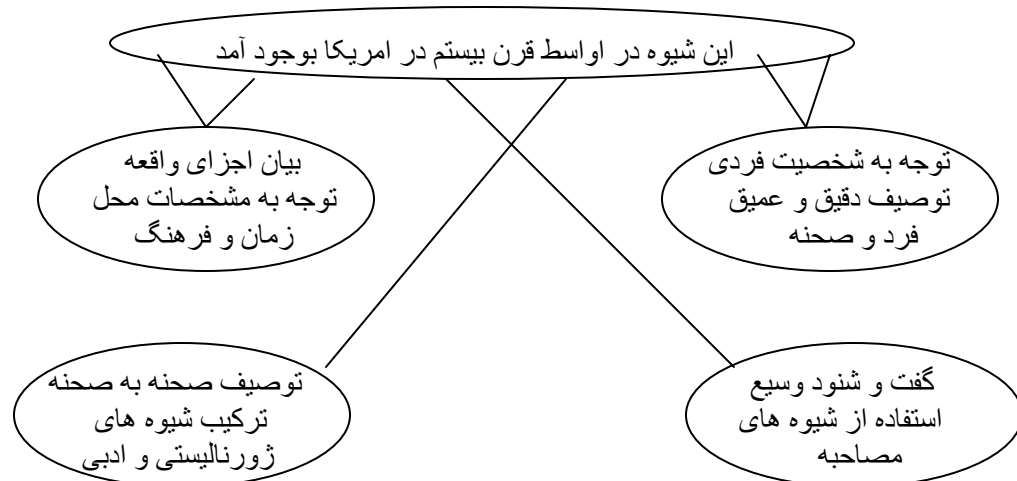 این شیوه در اواسط قرن بیستم در امریکا بوجود آمد
توجه به شخصیت فردی
توصیف دقیق و عمیق
فرد و صحنه
بیان اجزای واقعه
توجه به مشخصات محل
زمان و فرهنگ
گفت و شنود وسیع
استفاده از شیوه های
مصاحبه
توصیف صحنه به صحنه
ترکیب شیوه های
ژورنالیستی و ادبی